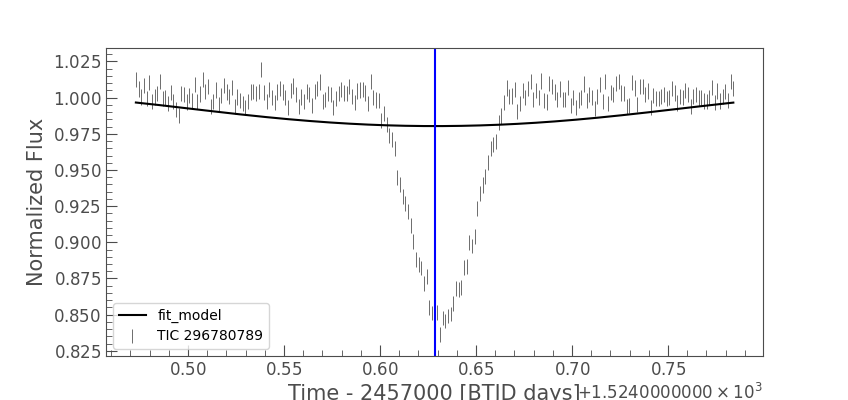 1.025
1.000
0.975
0.950
0.925
0.900
0.875
0.850
0.825
Normalized Flux
fit_model
TIC 296780789
0.50 0.55 0.60 0.65 0.70 0.75
Time - 2457000 [BTJD days]
+1.5240000000 × 10³